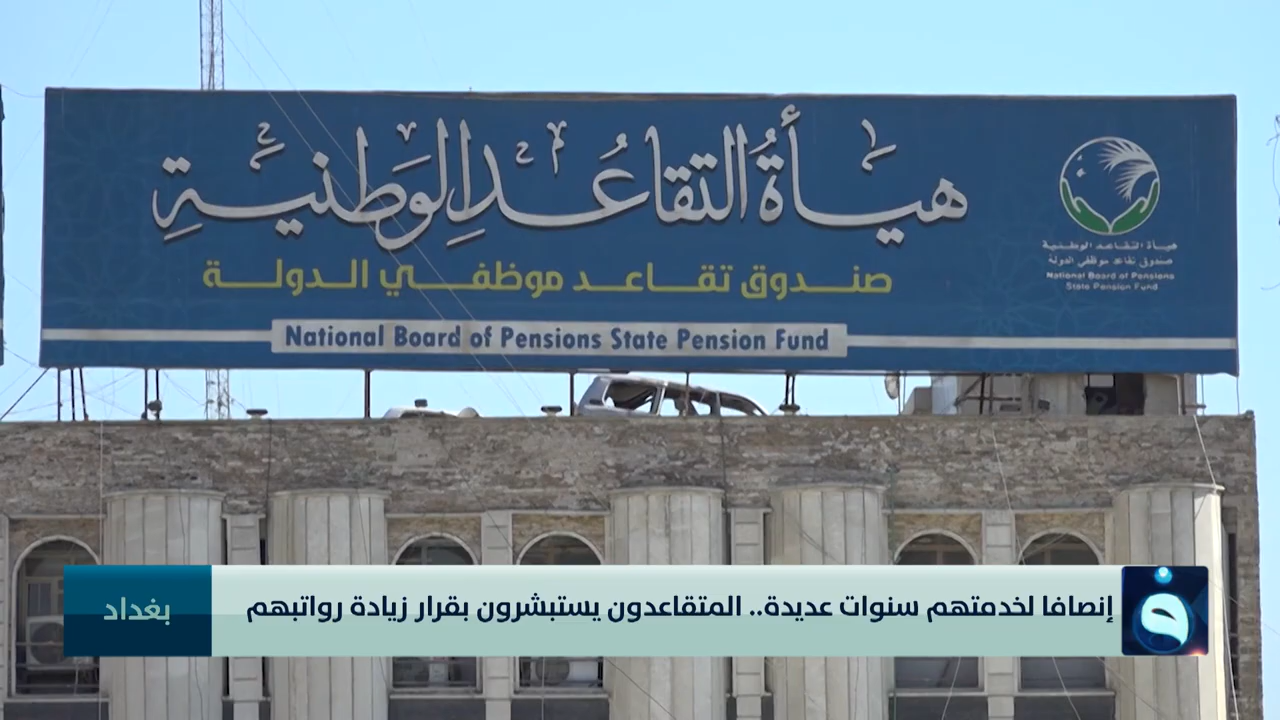 هيأة التقاعد الوطنية
صندوق تقاعد موظفي الدولة
National Board of Pensions State Pension Fund
هيأة التقاعد الوطنية
صندوق تقاعد موظفي الدولة
National Board of Pensions
State Pension Fund
إنصافا لخدمتهم سنوات عديدة.. المتقاعدون يستبشرون بقرار زيادة رواتبهم
بغداد